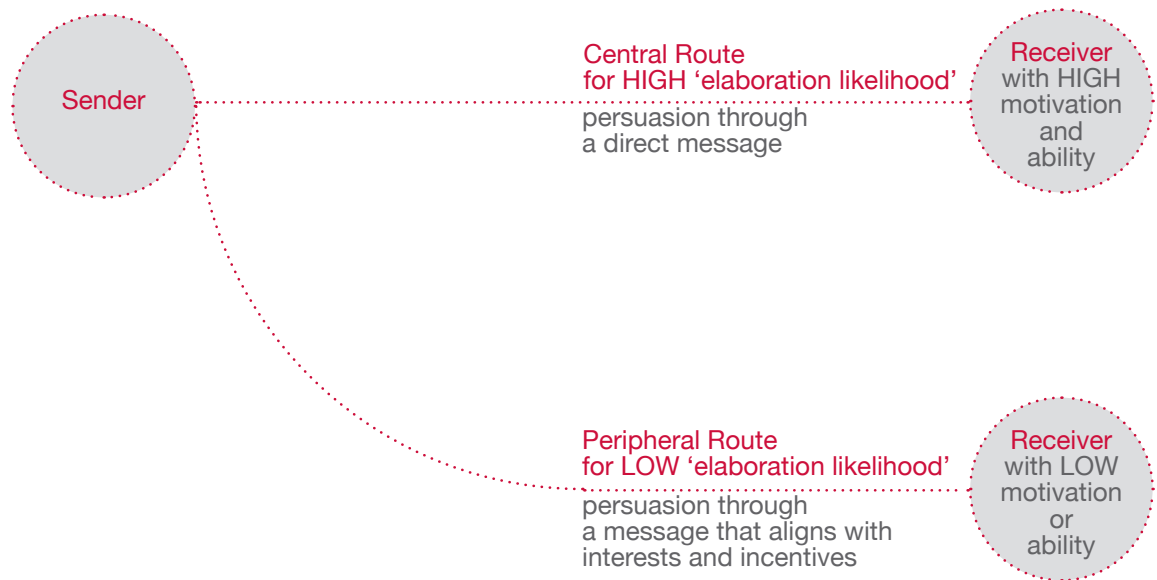 Sender
Central Route
for HIGH ‘elaboration likelihood’
persuasion through
a direct message
Receiver
with HIGH
motivation
and
ability
Peripheral Route
for LOW ‘elaboration likelihood’
persuasion through
a message that aligns with
interests and incentives
Receiver
with LOW
motivation
or
ability